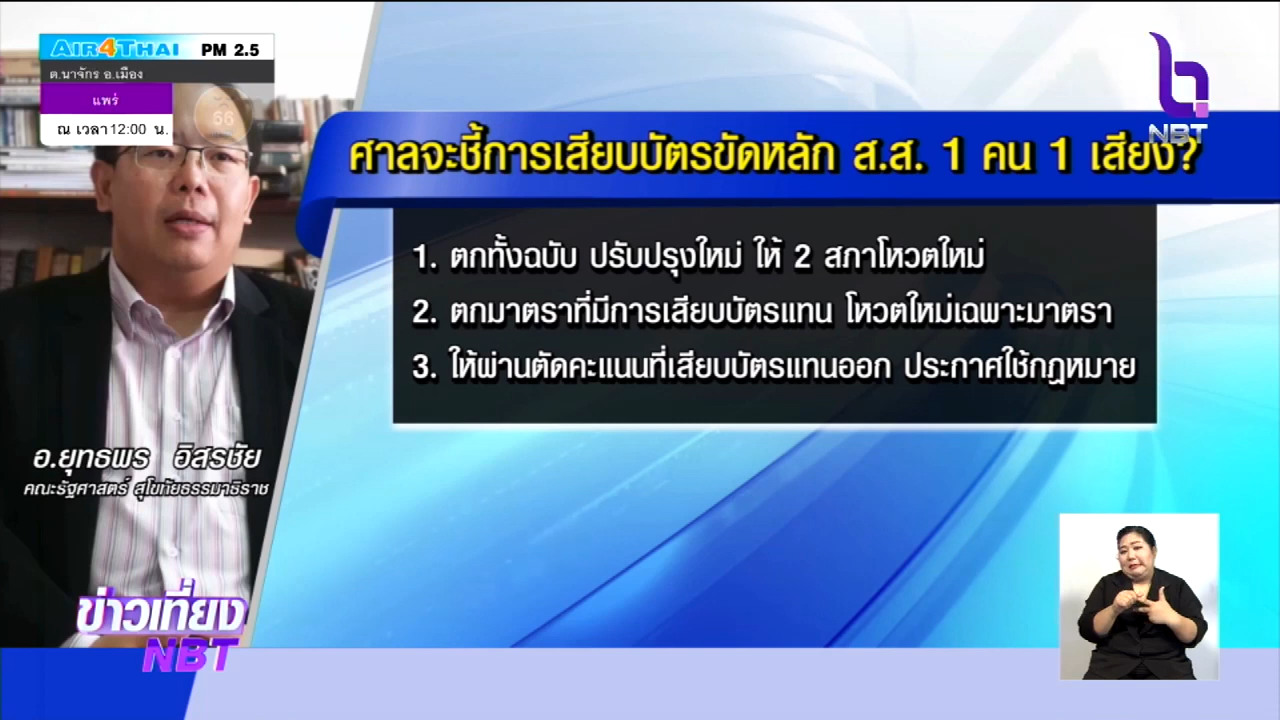 AIR4THAI PM 2.5
ต.นาจักร อ.เมือง
แพร่
66
ณ เวลา 12:00 น.
NBT
ศาลจะชี้การเสียบบัตรขัดหลัก ส.ส. 1 คน 1 เสียง?
1. ตกทั้งฉบับ ปรับปรุงใหม่ ให้ 2 สภาโหวตใหม่
2. ตกมาตราที่มีการเสียบบัตรแทน โหวตใหม่เฉพาะมาตรา
3. ให้ผ่านตัดคะแนนที่เสียบบัตรแทนออก ประกาศใช้กฎหมาย
อ.ยุทธพร อิสรชัย
คณะรัฐศาสตร์ สุโขทัยธรรมาธิราช
ข่าวเที่ยง
NBT